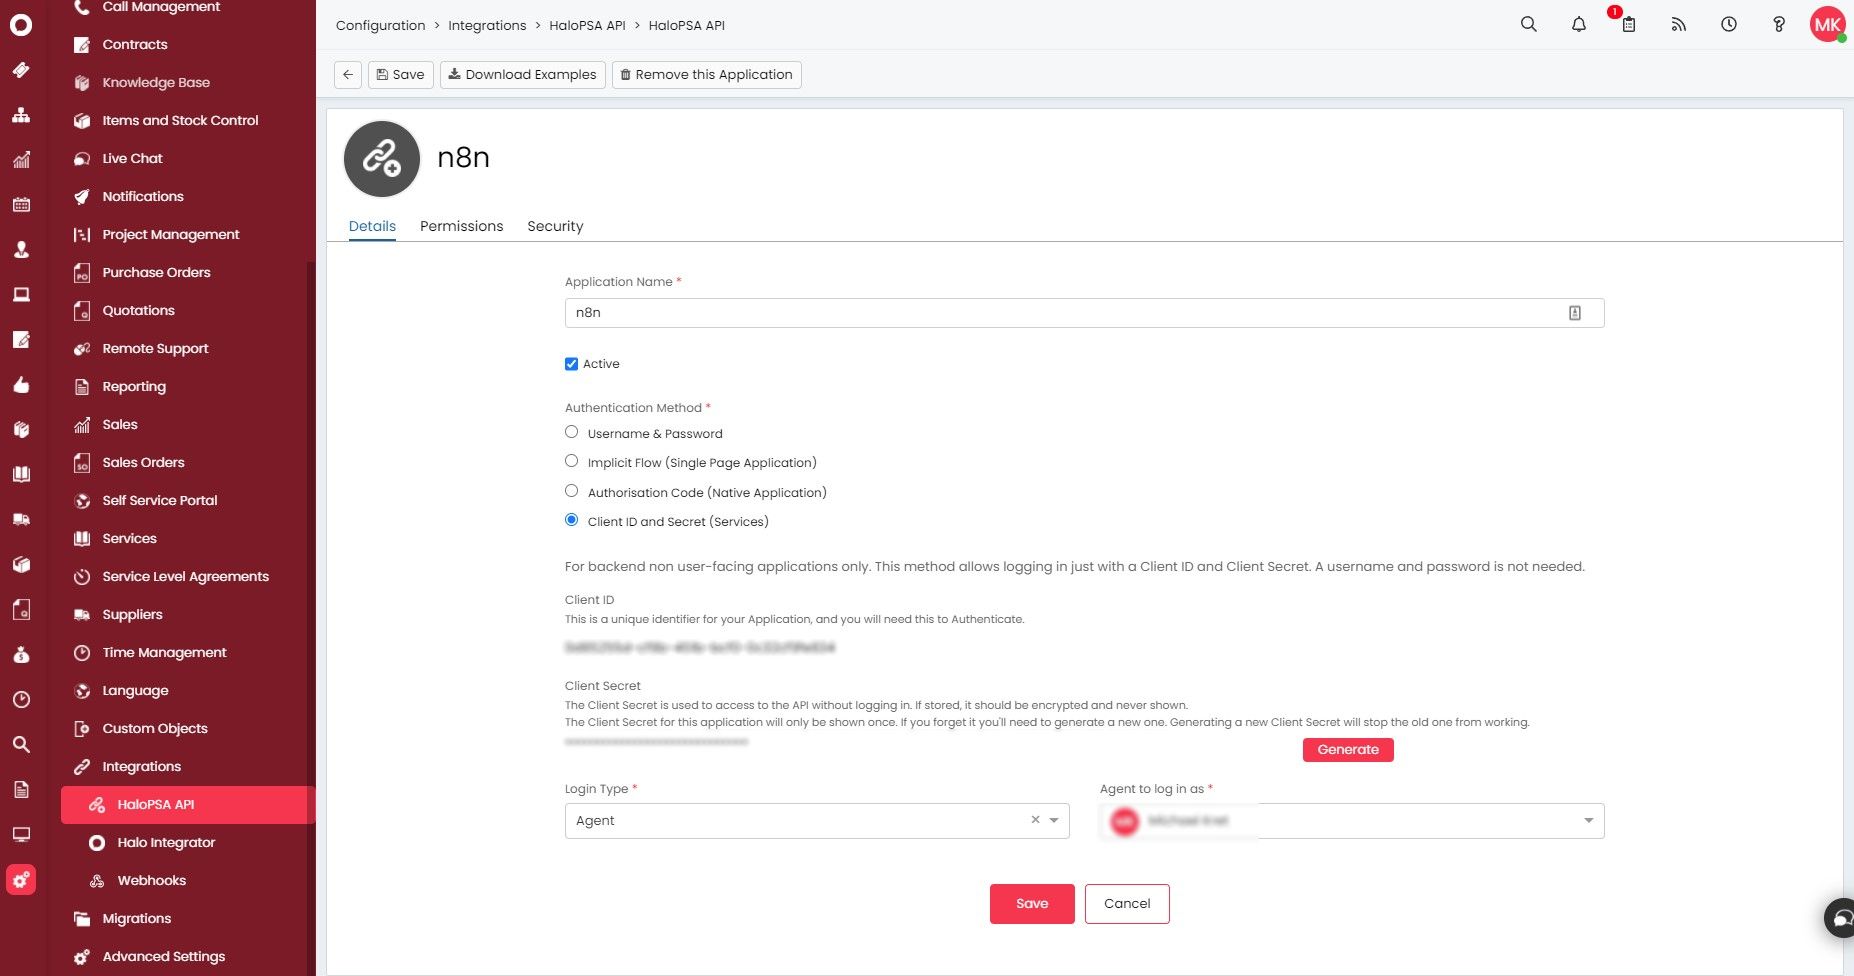 Call Management
Contracts
Knowledge Base
Items and Stock Control
Live Chat
Notifications
Project Management
Purchase Orders
Quotations
Remote Support
Reporting
Sales
Sales Orders
Self Service Portal
Services
Service Level Agreements
Suppliers
Time Management
Language
Custom Objects
Integrations
HaloPSA API
Halo Integrator
Webhooks
Migrations
Advanced Settings
Configuration > Integrations > HaloPSA API > HaloPSA API
1
MK
Save
Download Examples
Remove this Application
n8n
Details Permissions Security
Application Name *
n8n
Active
Authentication Method *
Username & Password
Implicit Flow (Single Page Application)
Authorisation Code (Native Application)
Client ID and Secret (Services)
For backend non user-facing applications only. This method allows logging in just with a Client ID and Client Secret. A username and password is not needed.
Client ID
This is a unique identifier for your Application, and you will need this to Authenticate.
Client Secret
The Client Secret is used to access to the API without logging in. If stored, it should be encrypted and never shown.
The Client Secret for this application will only be shown once. If you forget it you'll need to generate a new one. Generating a new Client Secret will stop the old one from working.
Generate
Login Type *
Agent
Agent to log in as *
Save
Cancel